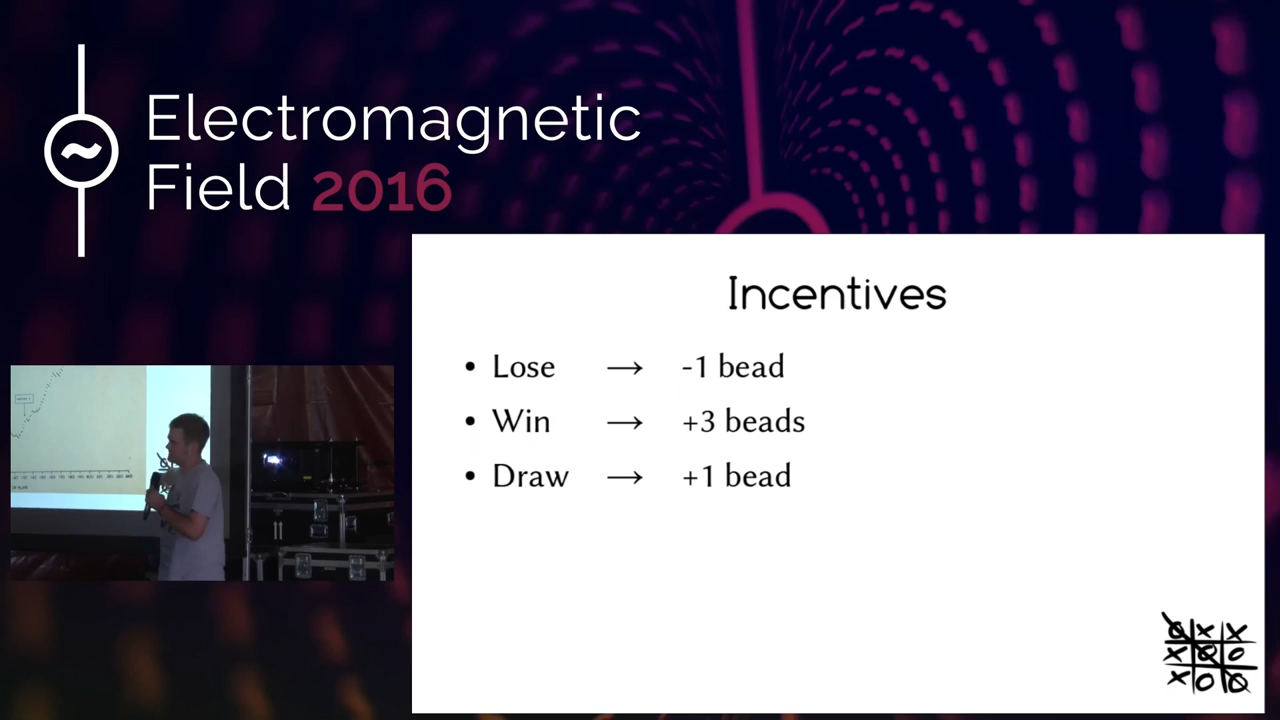 Electromagnetic
Field 2016
Incentives
• Lose → -1 bead
• Win → +3 beads
• Draw → +1 bead
O X X
X O O
X O O